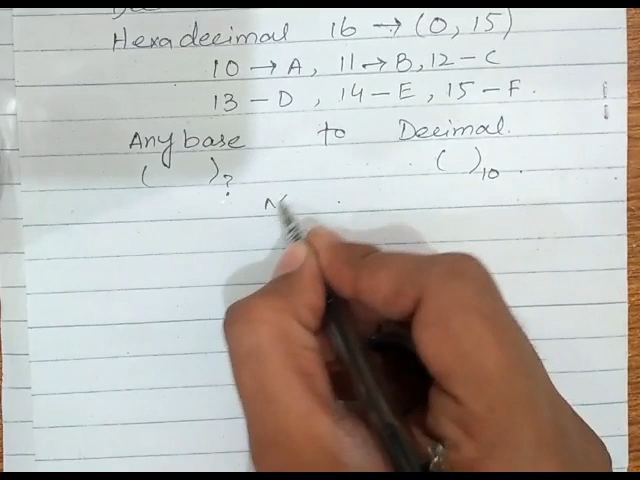 Hexadecimal 16 → (0, 15)
10 → A, 11 → B, 12 - C
13 - D, 14 - E, 15 - F.
Any base to Decimal.
( )? ( )10.